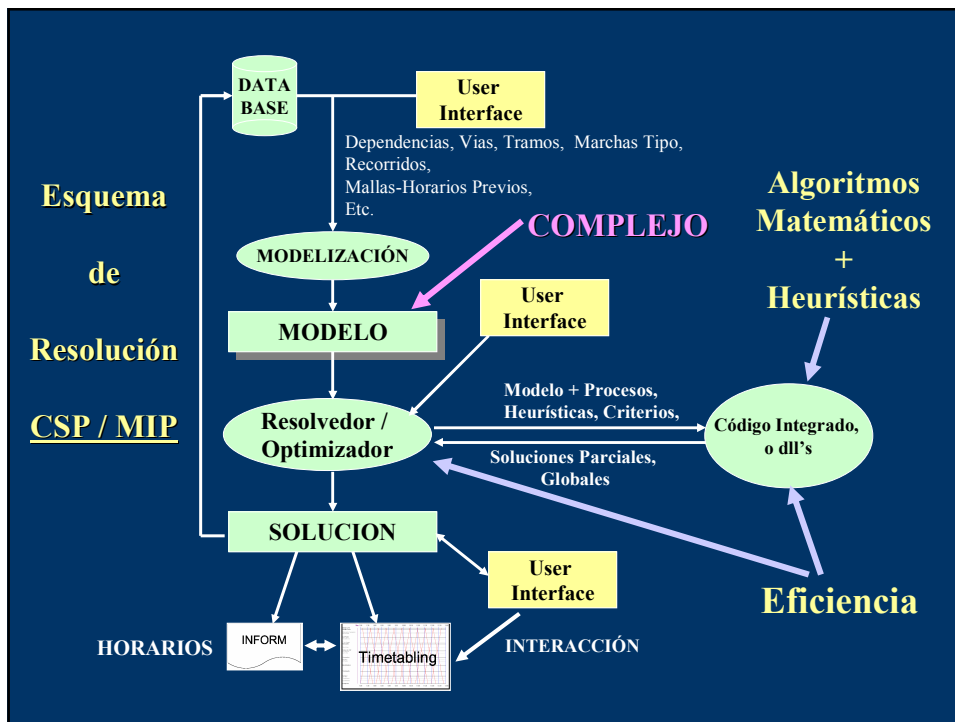 DATA
BASE
User
Interface
Dependencias, Vias, Tramos, Marchas Tipo,
Recorridos,
Mallas-Horarios Previos,
Etc.
Esquema
de
Resolución
CSP / MIP
Algoritmos
Matemáticos
+
Heurísticas
COMPLEJO
MODELIZACIÓN
User
Interface
MODELO
Modelo + Procesos,
Heurísticas, Criterios,
Resolvedor /
Optimizador
Código Integrado,
o dll's
Soluciones Parciales,
Globales
SOLUCION
User
Interface
Eficiencia
HORARIOS
INFORM
Timetabling
INTERACCIÓN